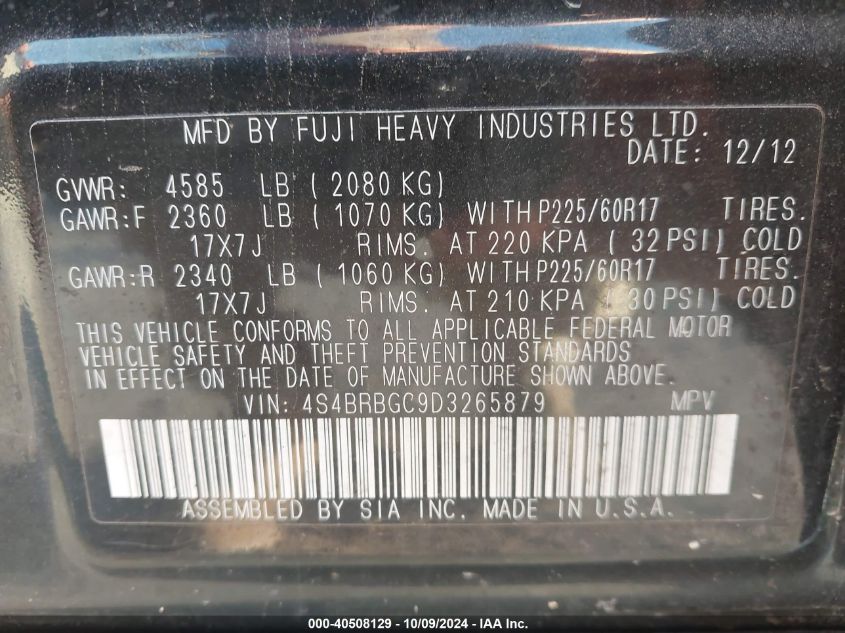 MFD BY FUJI HEAVY INDUSTRIES LTD.
DATE: 12/12
GVWR: 4585 LB (2080 KG)
GAWR:F 2360 LB (1070 KG) WITH P225/60R17 TIRES.
17X7J RIMS. AT 220 KPA (32 PSI) COLD
GAWR:R 2340 LB (1060 KG) WITH P225/60R17 TIRES.
17X7J RIMS. AT 210 KPA (30 PSI) COLD
THIS VEHICLE CONFORMS TO ALL APPLICABLE FEDERAL MOTOR
VEHICLE SAFETY AND THEFT PREVENTION STANDARDS
IN EFFECT ON THE DATE OF MANUFACTURE SHOWN ABOVE.
VIN: 4S4BRBGC9D3265879 MPV
ASSEMBLED BY SIA INC. MADE IN U.S.A.
000-40508129 - 10/09/2024 - IAA Inc.